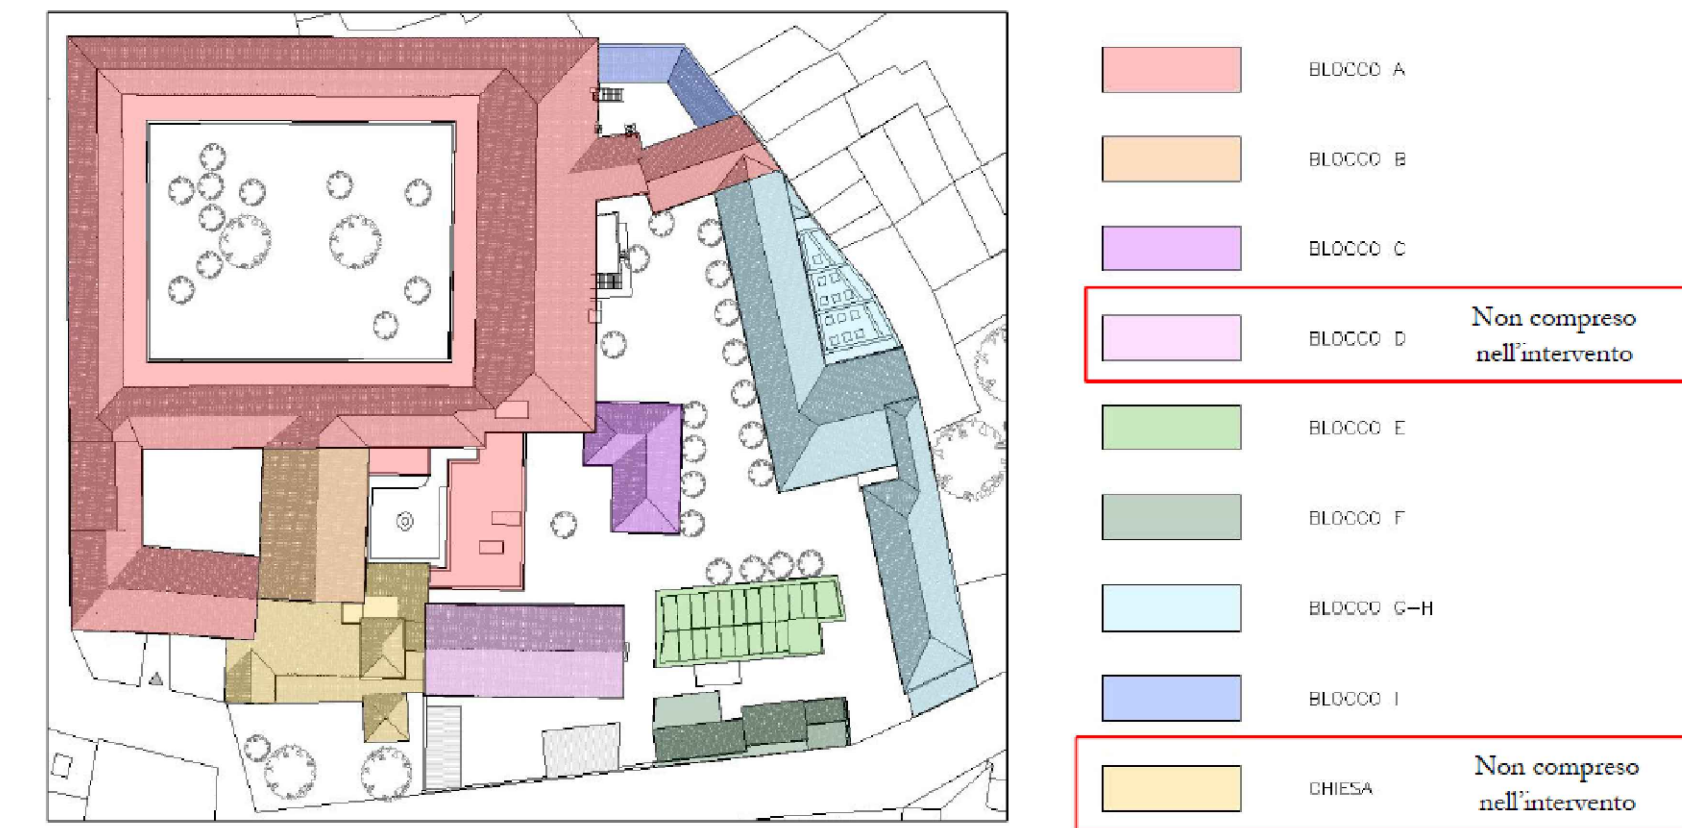 BLOCCO A
BLOCCO B
BLOCCO C
BLOCCO D
Non compreso
nell'intervento
BLOCCO E
BLOCCO F
BLOCCO G-H
BLOCCO I
CHIESA
Non compreso
nell'intervento